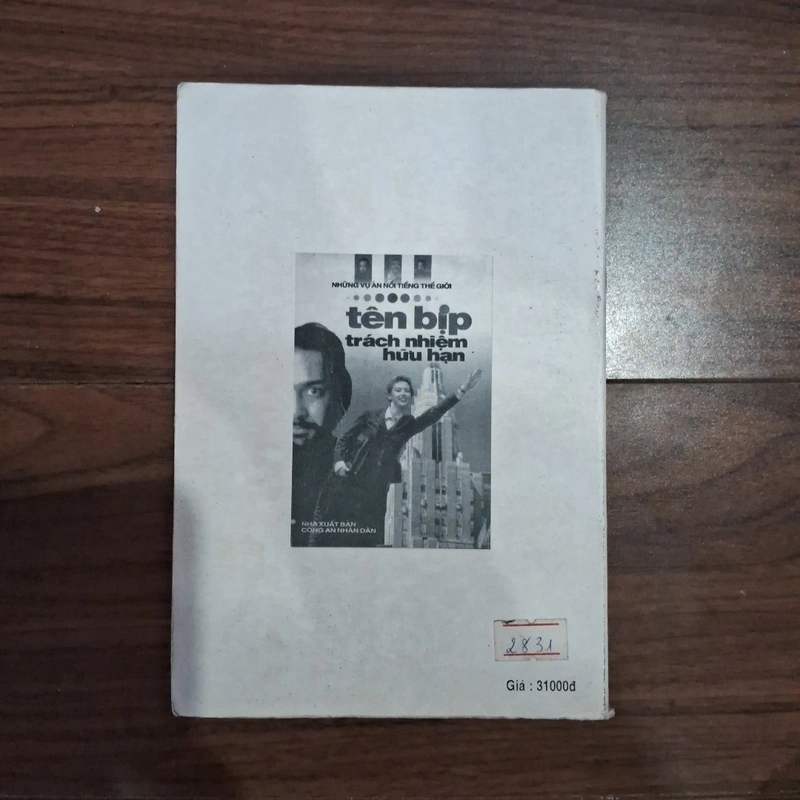 NHỮNG VỤ ÁN NỔI TIẾNG THẾ GIỚI
tên bịp
trách nhiệm
hữu hạn
NHÀ XUẤT BẢN
CÔNG AN NHÂN DÂN
2831
Giá : 31000đ